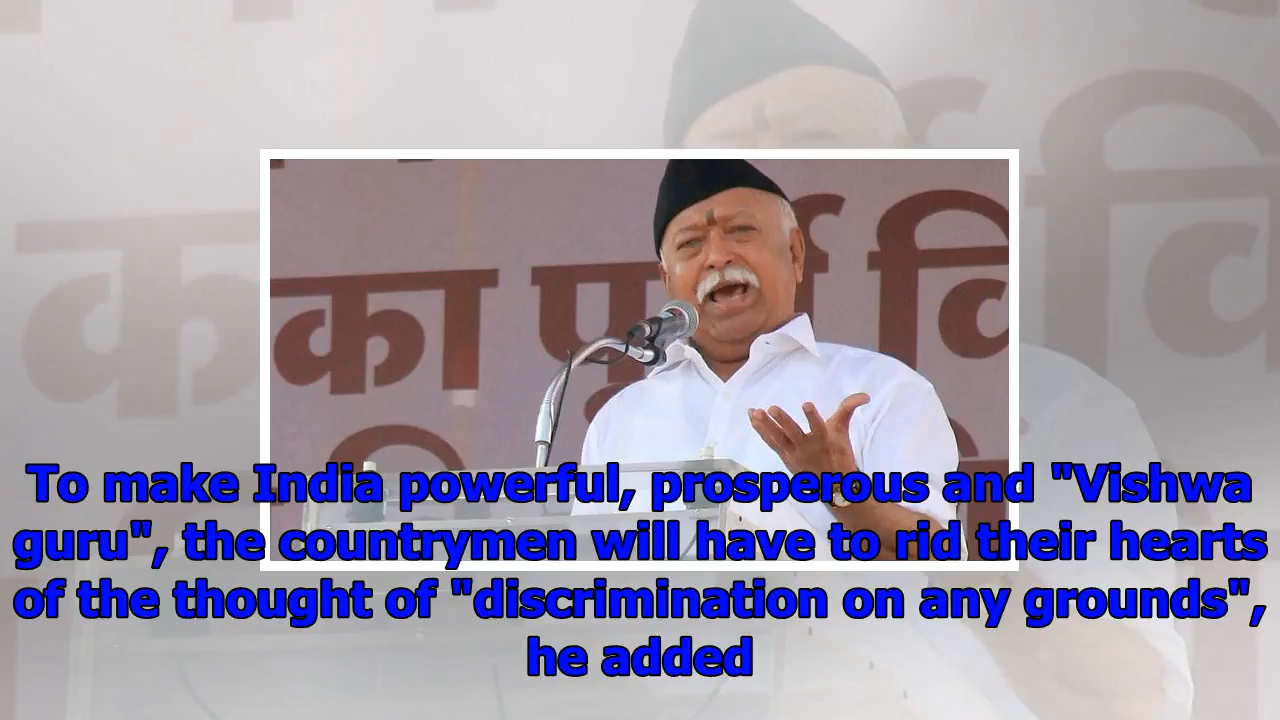 का पूर्व वि
To make India powerful, prosperous and "Vishwa
guru", the countrymen will have to rid their hearts
of the thought of "discrimination on any grounds",
he added